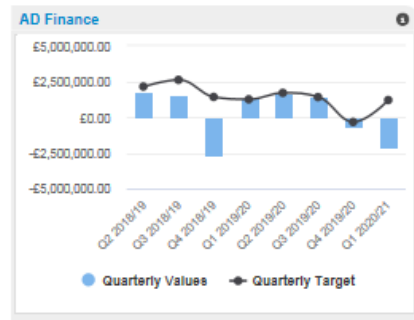 AD Finance
£5,000,000.00
£2,500,000.00
£0.00
-£2,500,000.00
-£5,000,000.00
Q2 2018/19
Q3 2018/19
Q4 2018/19
Q1 2019/20
Q2 2019/20
Q3 2019/20
Q4 2019/20
Q1 2020/21
Quarterly Values
Quarterly Target